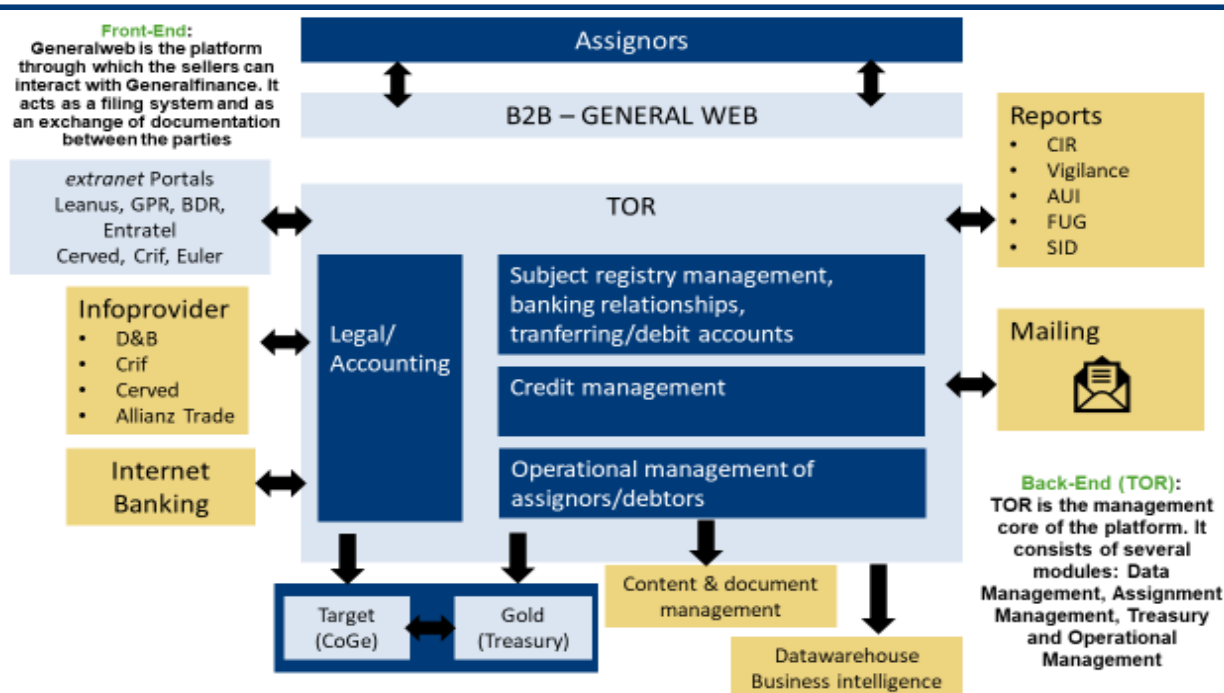 Front-End:
Generalweb is the platform
through which the sellers can
interact with Generalfinance. It
acts as a filing system and as
an exchange of documentation
between the parties
Assignors
B2B – GENERAL WEB
extranet Portals
Leanus, GPR, BDR,
Entratel
Cerved, Crif, Euler
TOR
Reports
• CIR
• Vigilance
• AUI
• FUG
• SID
Infoprovider
• D&B
• Crif
• Cerved
• Allianz Trade
Legal/
Accounting
Subject registry management,
banking relationships,
tranferring/debit accounts
Credit management
Operational management of
assignors/debtors
Mailing
Internet
Banking
Back-End (TOR):
TOR is the management
core of the platform. It
consists of several
modules: Data
Management, Assignment
Management, Treasury
and Operational
Management
Target
(CoGe)
Gold
(Treasury)
Content & document
management
Datawarehouse
Business intelligence